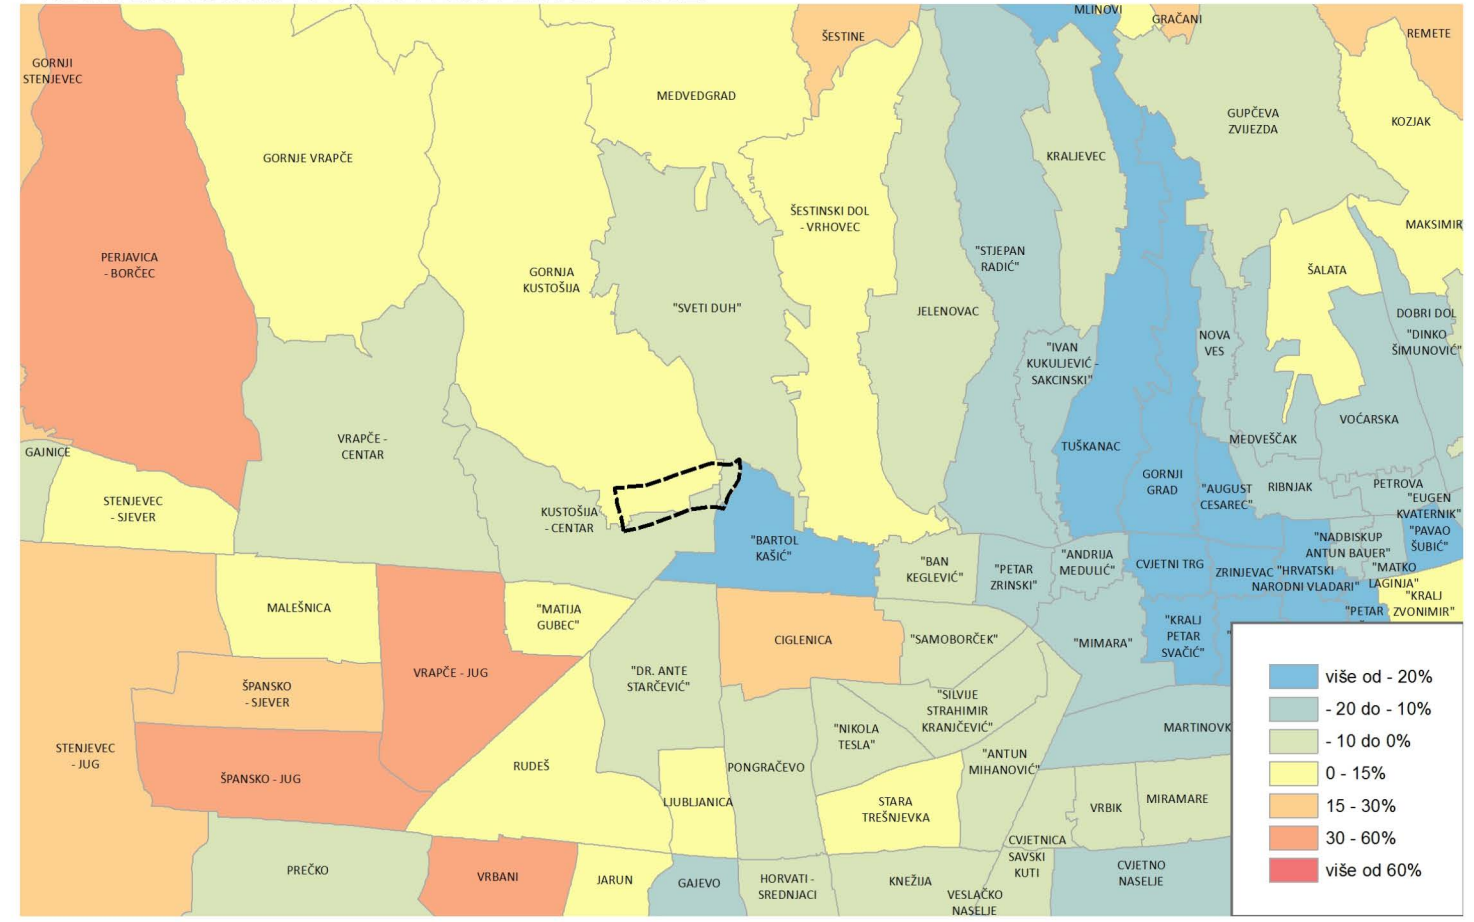 MLINOVI
GRAČANI
ŠESTINE
REMETE
GORNJI
STENJEVEC
MEDVEDGRAD
GUPČEVA
ZVIJEZDA
KOZJAK
GORNJE VRAPČE
KRALJEVEC
ŠESTINSKI DOL
- VRHOVEC
MAKSIMIR
PERJAVICA
- BORČEC
"STJEPAN
RADIĆ"
GORNJA
KUSTOŠIJA
ŠALATA
"SVETI DUH"
JELENOVAC
DOBRI DOL
"DINKO
ŠIMUNOVIĆ"
NOVA
VES
"IVAN
KUKULJEVIĆ -
SAKCINSKI"
VOĆARSKA
VRAPČE -
CENTAR
MEDVEŠČAK
TUŠKANAC
GAJNICE
GORNJI
GRAD
PETROVA
RIBNJAK
"AUGUST
CESAREC"
"EUGEN
KVATERNIK"
STENJEVEC
- SJEVER
KUSTOŠIJA
- CENTAR
"PAVAO
ŠUBIĆ"
"NADBISKUP
ANTUN BAUER"
"BARTOL
KAŠIĆ"
"ANDRIJA
MEDULIĆ"
"BAN
KEGLEVIĆ"
"PETAR
ZRINSKI"
CVJETNI TRG
ZRINJEVAC
"HRVATSKI
NARODNI VLADARI"
"MATKO
LAGINJA"
"KRALJ
ZVONIMIR"
MALEŠNICA
"MATIJA
GUBEC"
"PETAR
"KRALJ
PETAR
SVAČIĆ"
CIGLENICA
"SAMOBORČEK"
"MIMARA"
VRAPČE - JUG
"DR. ANTE
STARČEVIĆ"
ŠPANSKO
- SJEVER
"SILVIJE
STRAHIMIR
KRANJČEVIĆ"
MARTINOVK
"NIKOLA
TESLA"
STENJEVEC
- JUG
"ANTUN
MIHANOVIĆ"
RUDEŠ
PONGRAČEVO
ŠPANSKO - JUG
LJUBLJANICA
STARA
TREŠNJEVKA
VRBIK
MIRAMARE
CVJETNICA
SAVSKI
KUTI
CVJETNO
NASELJE
PREČKO
VRBANI
JARUN
GAJEVO
HORVATI -
SREDNJACI
KNEŽIJA
VESLAČKO
NASELJE
više od - 20%
- 20 do - 10%
- 10 do 0%
0 - 15%
15 - 30%
30 - 60%
više od 60%